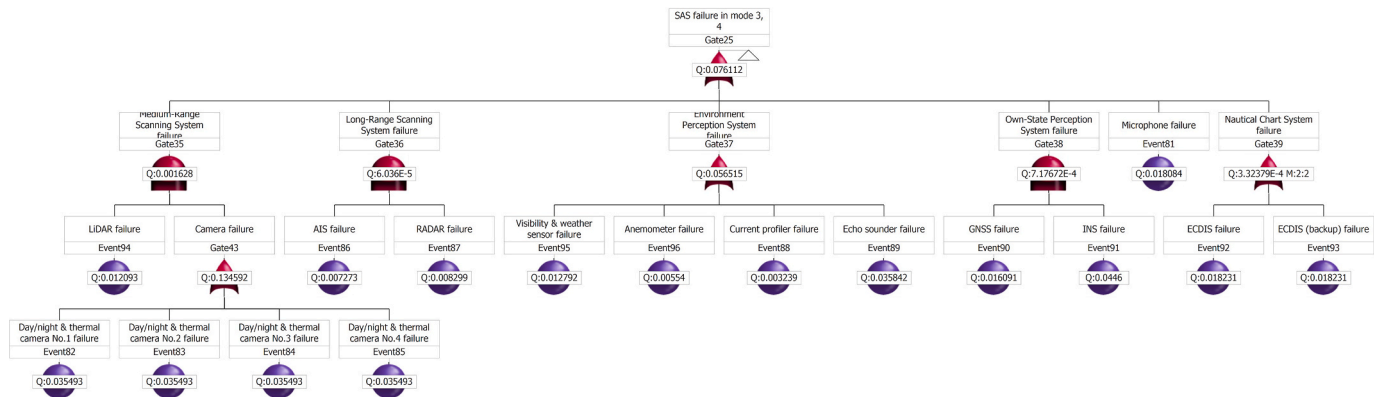 SAS failure in mode 3,
4
Gate25
Q:0.076112
Medium-Range
Scanning System
failure
Gate35
Q:0.001628
Long-Range Scanning
System failure
Gate36
Q:6.036E-5
Environment
Perception System
failure
Gate37
Q:0.056515
Own-State Perception
System failure
Gate38
Q:7.17672E-4
Microphone failure
Event81
Q:0.018084
Nautical Chart System
failure
Gate39
Q:3.32379E-4 M:2:2
LiDAR failure
Event94
Q:0.012093
Camera failure
Gate43
Q:0.134592
AIS failure
Event86
Q:0.007273
RADAR failure
Event87
Q:0.008299
Visibility & weather
sensor failure
Event95
Q:0.012792
Anemometer failure
Event96
Q:0.00554
Current profiler failure
Event88
Q:0.003239
Echo sounder failure
Event89
Q:0.035842
GNSS failure
Event90
Q:0.016091
INS failure
Event91
Q:0.0446
ECDIS failure
Event92
Q:0.018231
ECDIS (backup) failure
Event93
Q:0.018231
Day/night & thermal
camera No.1 failure
Event82
Q:0.035493
Day/night & thermal
camera No.2 failure
Event83
Q:0.035493
Day/night & thermal
camera No.3 failure
Event84
Q:0.035493
Day/night & thermal
camera No.4 failure
Event85
Q:0.035493